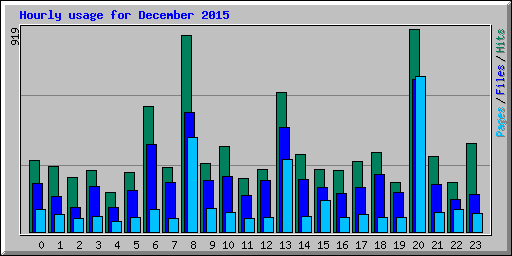 Hourly usage for December 2015
919
Pages / Files / Hits
0 1 2 3 4 5 6 7 8 9 10 11 12 13 14 15 16 17 18 19 20 21 22 23